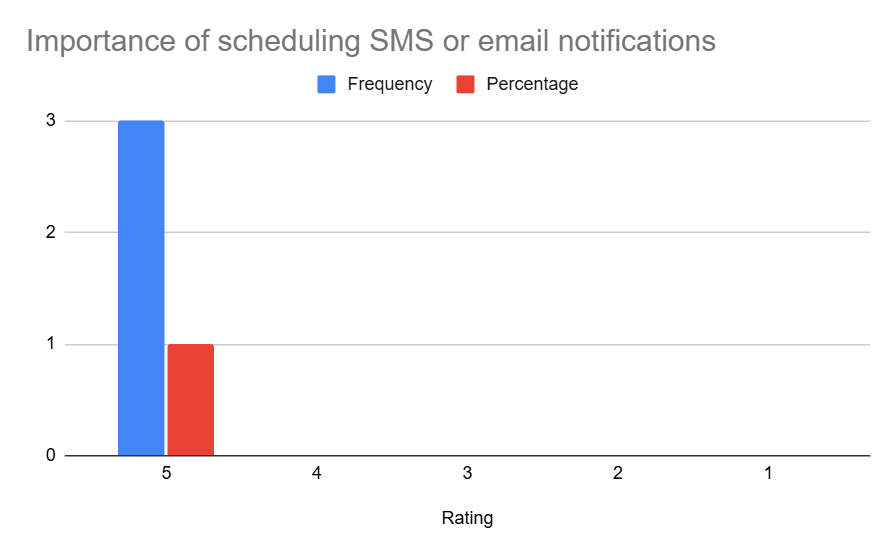 Importance of scheduling SMS or email notifications
Frequency Percentage
3
2
1
0
5 4 3 2 1
Rating